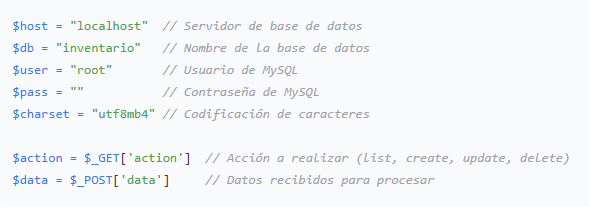 $host = "localhost"  // Servidor de base de datos
$db = "inventario"   // Nombre de la base de datos
$user = "root"       // Usuario de MySQL
$pass = ""           // Contraseña de MySQL
$charset = "utf8mb4" // Codificación de caracteres
$action = $_GET['action']  // Acción a realizar (list, create, update, delete)
$data = $_POST['data']     // Datos recibidos para procesar